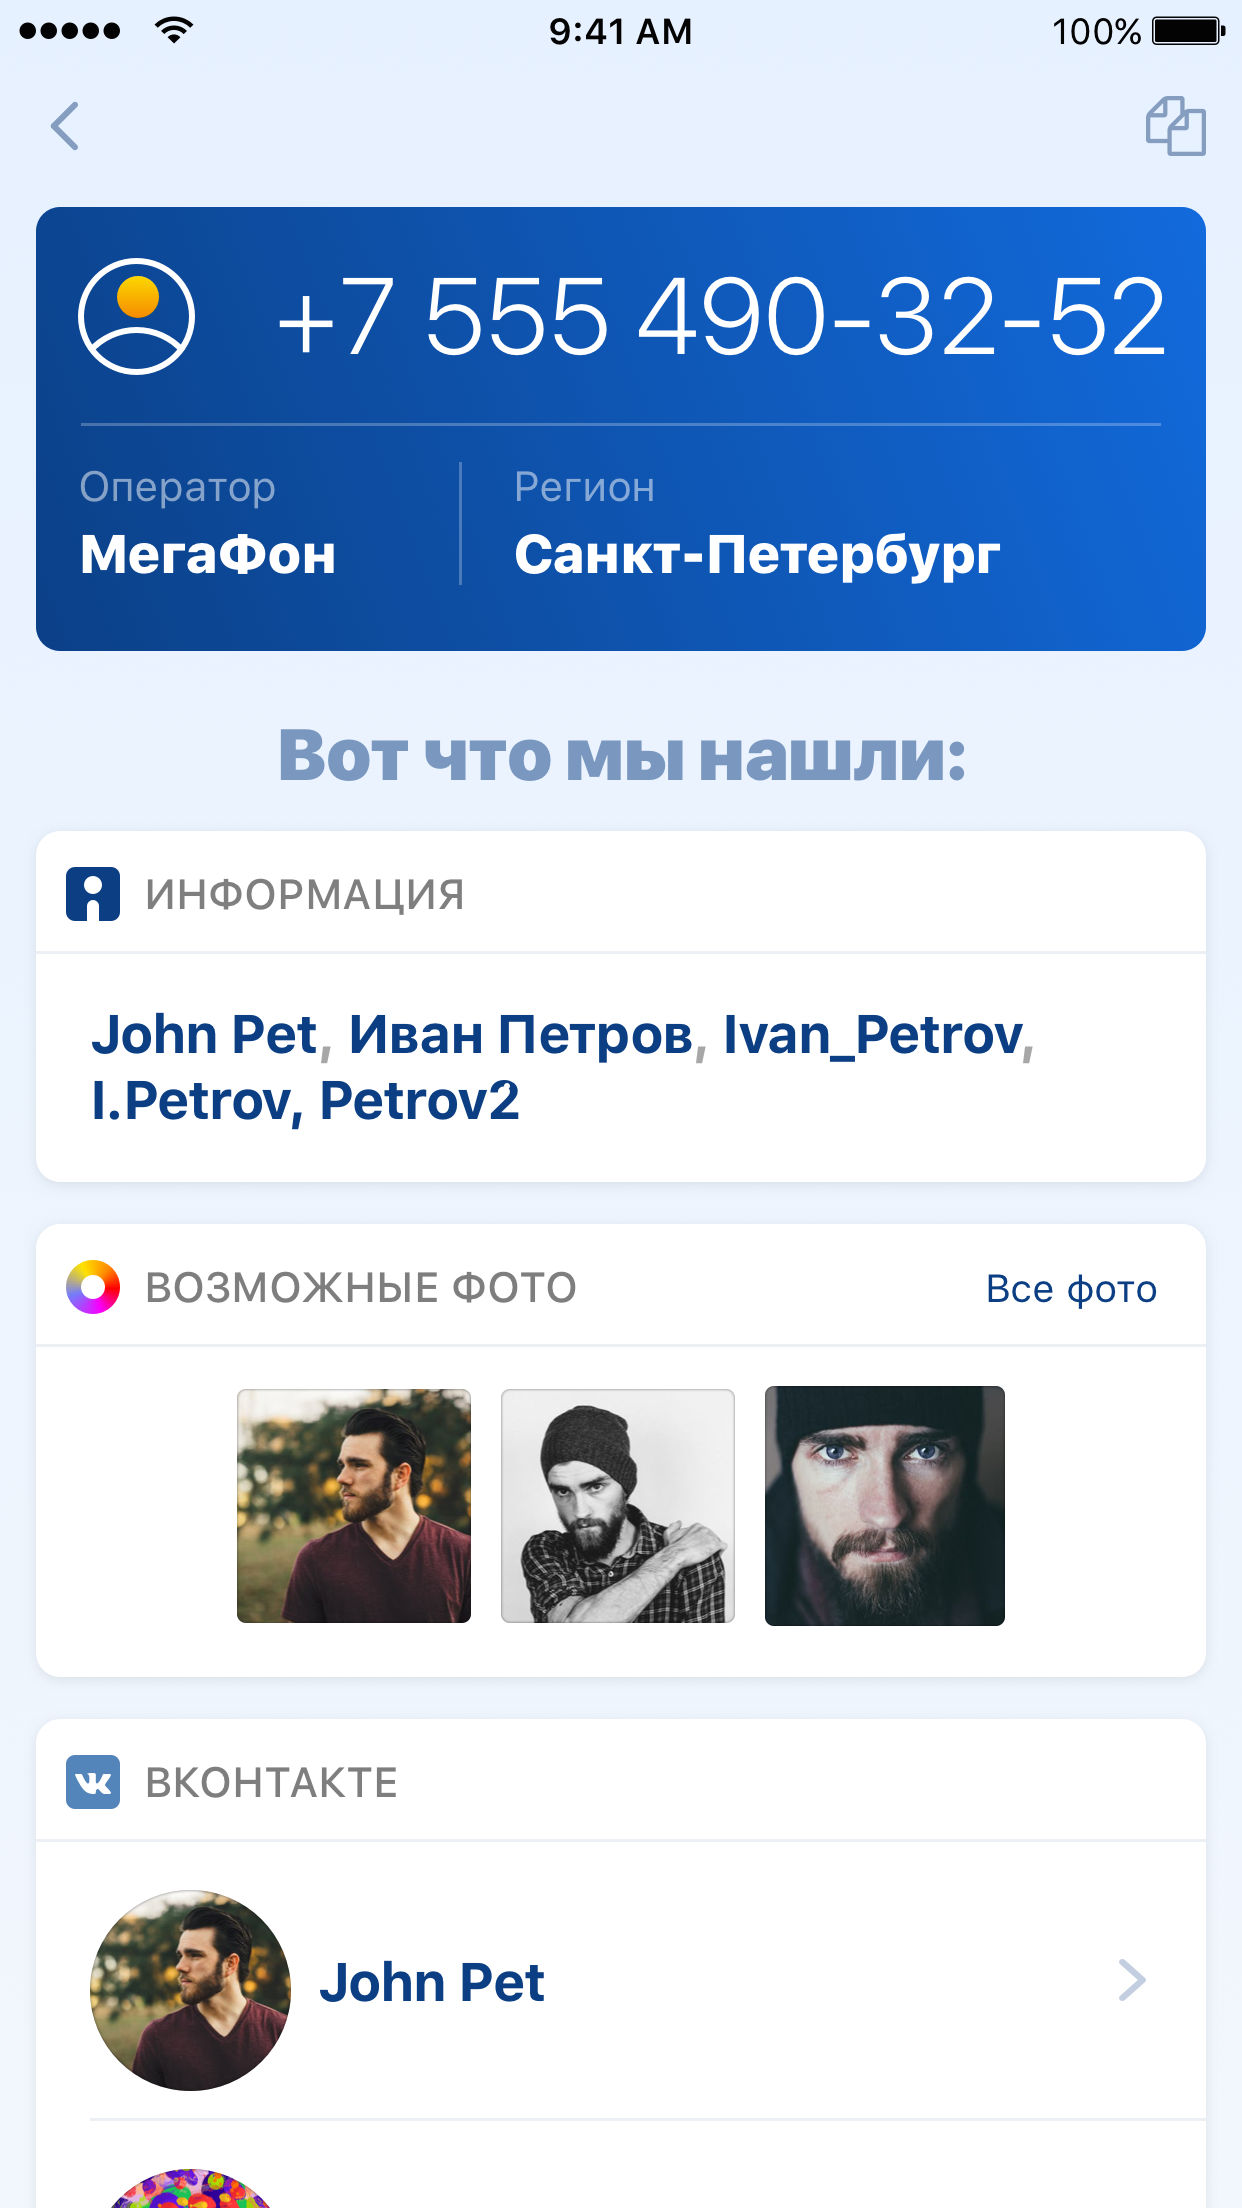 9:41 AM
100%
+7 555 490-32-52
Оператор
Регион
МегаФон
Санкт-Петербург
Вот что мы нашли:
ИНФОРМАЦИЯ
John Pet, Иван Петров, Ivan_Petrov,
I.Petrov, Petrov2
ВОЗМОЖНЫЕ ФОТО
Все фото
ВКОНТАКТЕ
John Pet